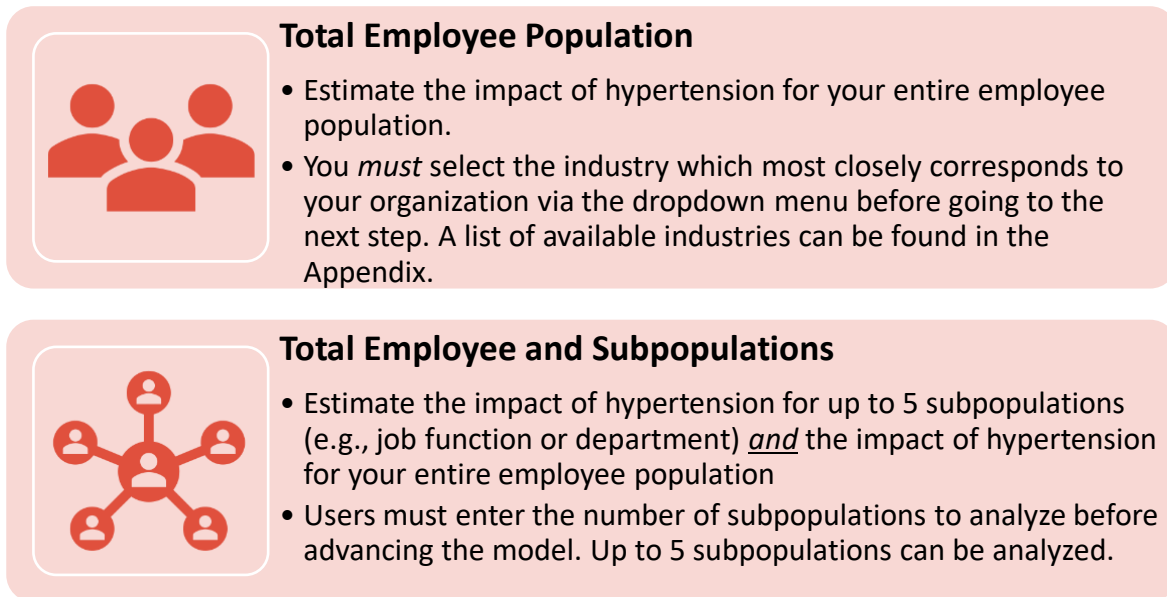 Total Employee Population
• Estimate the impact of hypertension for your entire employee
population.
• You must select the industry which most closely corresponds to
your organization via the dropdown menu before going to the
next step. A list of available industries can be found in the
Appendix.
Total Employee and Subpopulations
• Estimate the impact of hypertension for up to 5 subpopulations
(e.g., job function or department) and the impact of hypertension
for your entire employee population
• Users must enter the number of subpopulations to analyze before
advancing the model. Up to 5 subpopulations can be analyzed.